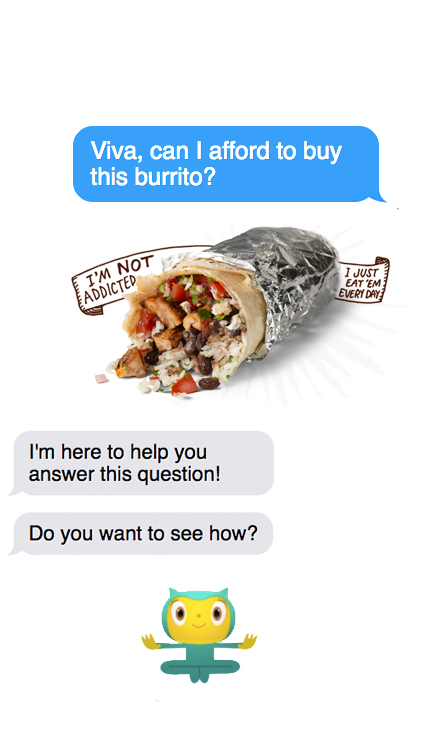 Viva, can I afford to buy
this burrito?
I'M NOT
ADDICTED
I JUST
EAT 'EM
EVERY DAY
I'm here to help you
answer this question!
Do you want to see how?